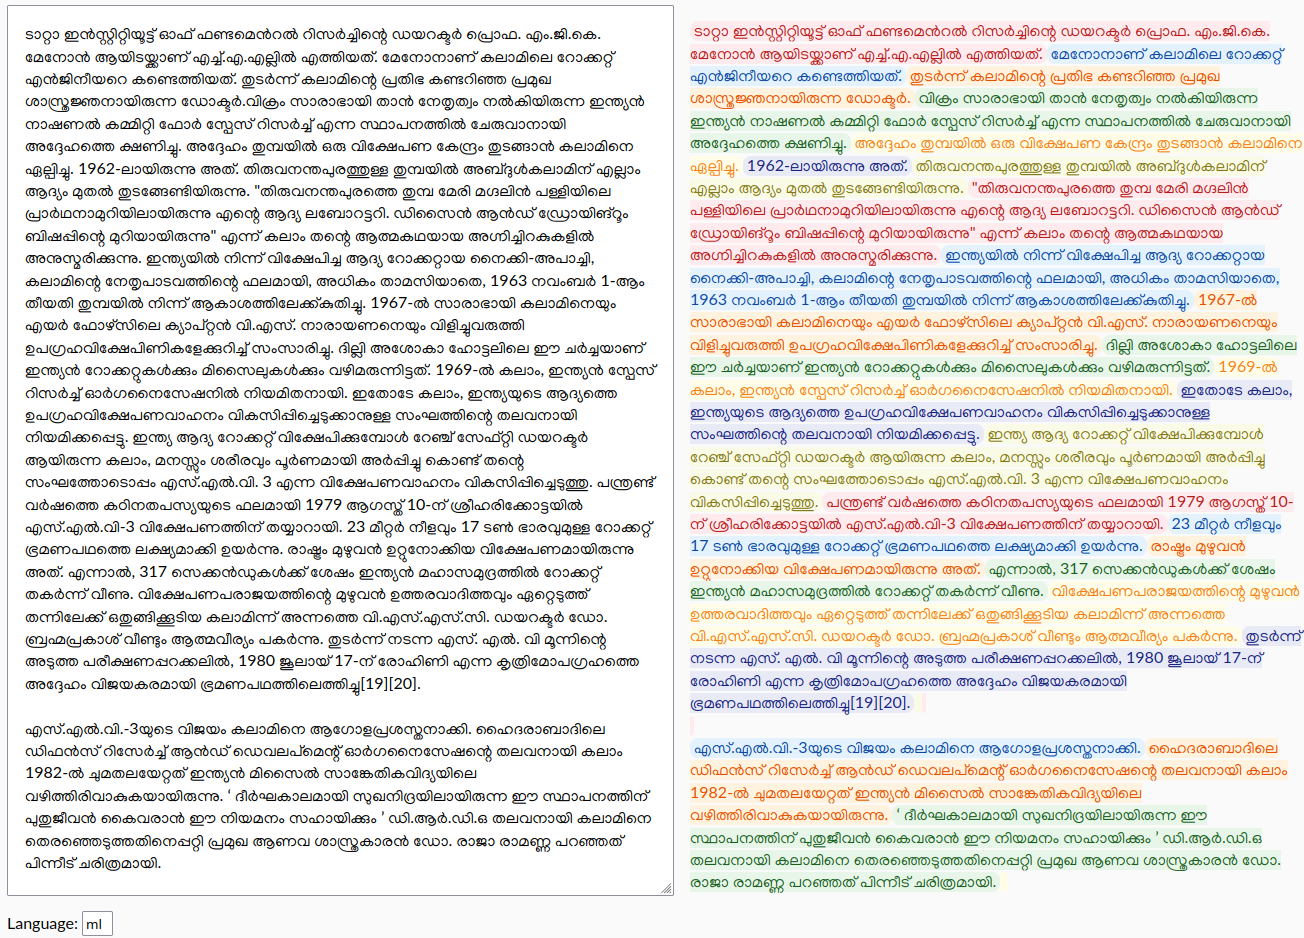 ടാറ്റാ ഇൻസ്റ്റിറ്റിയൂട്ട് ഓഫ് ഫണ്ടമെൻറൽ റിസർച്ചിന്റെ ഡയറക്ടർ പ്രൊഫ. എം.ജി.കെ.
മേനോൻ ആയിടയ്ക്കാണ് എച്ച്.എ.എല്ലിൽ എത്തിയത്. മേനോനാണ് കലാമിലെ റോക്കറ്റ്
എൻജിനീയറെ കണ്ടെത്തിയത്. തുടർന്ന് കലാമിന്റെ പ്രതിഭ കണ്ടറിഞ്ഞ പ്രമുഖ
ശാസ്ത്രജ്ഞനായിരുന്ന ഡോക്ടർ.വിക്രം സാരാഭായി താൻ നേതൃത്വം നൽകിയിരുന്ന ഇന്ത്യൻ
നാഷണൽ കമ്മിറ്റി ഫോർ സ്പേസ് റിസർച്ച് എന്ന സ്ഥാപനത്തിൽ ചേരുവാനായി
അദ്ദേഹത്തെ ക്ഷണിച്ചു. അദ്ദേഹം തുമ്പയിൽ ഒരു വിക്ഷേപണ കേന്ദ്രം തുടങ്ങാൻ കലാമിനെ
ഏല്പിച്ചു. 1962-ലായിരുന്നു അത്. തിരുവനന്തപുരത്തുള്ള തുമ്പയിൽ അബ്ദുൾകലാമിന് എല്ലാം
ആദ്യം മുതൽ തുടങ്ങേണ്ടിയിരുന്നു. "തിരുവനന്തപുരത്തെ തുമ്പ മേരി മഗ്ദലിൻ പള്ളിയിലെ
പ്രാർഥനാമുറിയിലായിരുന്നു എന്റെ ആദ്യ ലബോറട്ടറി. ഡിസൈൻ ആൻഡ് ഡ്രോയിങ്റൂം
ബിഷപ്പിന്റെ മുറിയായിരുന്നു" എന്ന് കലാം തന്റെ ആത്മകഥയായ അഗ്നിച്ചിറകുകളിൽ
അനുസ്മരിക്കുന്നു. ഇന്ത്യയിൽ നിന്ന് വിക്ഷേപിച്ച ആദ്യ റോക്കറ്റായ നൈക്കി-അപാച്ചി,
കലാമിന്റെ നേതൃപാടവത്തിന്റെ ഫലമായി, അധികം താമസിയാതെ, 1963 നവംബർ 1-ആം
തീയതി തുമ്പയിൽ നിന്ന് ആകാശത്തിലേക്ക്കുതിച്ചു. 1967-ൽ സാരാഭായി കലാമിനെയും
എയർ ഫോഴ്സിലെ ക്യാപ്റ്റൻ വി.എസ്. നാരായണനെയും വിളിച്ചുവരുത്തി
ഉപഗ്രഹവിക്ഷേപിണികളേക്കുറിച്ച് സംസാരിച്ചു. ദില്ലി അശോകാ ഹോട്ടലിലെ ഈ ചർച്ചയാണ്
ഇന്ത്യൻ റോക്കറ്റുകൾക്കും മിസൈലുകൾക്കും വഴിമരുന്നിട്ടത്. 1969-ൽ കലാം, ഇന്ത്യൻ സ്പേസ്
റിസർച്ച് ഓർഗനൈസേഷനിൽ നിയമിതനായി. ഇതോടേ കലാം, ഇന്ത്യയുടെ ആദ്യത്തെ
ഉപഗ്രഹവിക്ഷേപണവാഹനം വികസിപ്പിച്ചെടുക്കാനുള്ള സംഘത്തിന്റെ തലവനായി
നിയമിക്കപ്പെട്ടു. ഇന്ത്യ ആദ്യ റോക്കറ്റ് വിക്ഷേപിക്കുമ്പോൾ റേഞ്ച് സേഫ്റ്റി ഡയറക്ടർ
ആയിരുന്ന കലാം, മനസ്സും ശരീരവും പൂർണമായി അർപ്പിച്ചു കൊണ്ട് തന്റെ
സംഘത്തോടൊപ്പം എസ്.എൽ.വി. 3 എന്ന വിക്ഷേപണവാഹനം വികസിപ്പിച്ചെടുത്തു. പന്ത്രണ്ട്
വർഷത്തെ കഠിനതപസ്യയുടെ ഫലമായി 1979 ആഗസ്ത് 10-ന് ശ്രീഹരിക്കോട്ടയിൽ
എസ്.എൽ.വി-3 വിക്ഷേപണത്തിന് തയ്യാറായി. 23 മീറ്റർ നീളവും 17 ടൺ ഭാരവുമുള്ള റോക്കറ്റ്
ഭ്രമണപഥത്തെ ലക്ഷ്യമാക്കി ഉയർന്നു. രാഷ്ട്രം മുഴുവൻ ഉറ്റുനോക്കിയ വിക്ഷേപണമായിരുന്നു
അത്. എന്നാൽ, 317 സെക്കൻഡുകൾക്ക് ശേഷം ഇന്ത്യൻ മഹാസമുദ്രത്തിൽ റോക്കറ്റ്
തകർന്ന് വീണു. വിക്ഷേപണപരാജയത്തിന്റെ മുഴുവൻ ഉത്തരവാദിത്തവും ഏറ്റെടുത്ത്
തന്നിലേക്ക് ഒതുങ്ങിക്കൂടിയ കലാമിന് അന്നത്തെ വി.എസ്.എസ്.സി. ഡയറക്ടർ ഡോ.
ബ്രഹ്മപ്രകാശ് വീണ്ടും ആത്മവീര്യം പകർന്നു. തുടർന്ന് നടന്ന എസ്. എൽ. വി മൂന്നിന്റെ
അടുത്ത പരീക്ഷണപ്പറക്കലിൽ, 1980 ജൂലായ് 17-ന് രോഹിണി എന്ന കൃത്രിമോപഗ്രഹത്തെ
അദ്ദേഹം വിജയകരമായി ഭ്രമണപഥത്തിലെത്തിച്ചു[19][20].
എസ്.എൽ.വി.-3യുടെ വിജയം കലാമിനെ ആഗോളപ്രശസ്തനാക്കി. ഹൈദരാബാദിലെ
ഡിഫൻസ് റിസേർച്ച് ആൻഡ് ഡെവലപ്മെന്റ് ഓർഗനൈസേഷന്റെ തലവനായി കലാം
1982-ൽ ചുമതലയേറ്റത് ഇന്ത്യൻ മിസൈൽ സാങ്കേതികവിദ്യയിലെ
വഴിത്തിരിവാകുകയായിരുന്നു. ‘ ദീർഘകാലമായി സുഖനിദ്രയിലായിരുന്ന ഈ സ്ഥാപനത്തിന്
പുതുജീവൻ കൈവരാൻ ഈ നിയമനം സഹായിക്കും ’ ഡി.ആർ.ഡി.ഒ തലവനായി കലാമിനെ
തെരഞ്ഞെടുത്തതിനെപ്പറ്റി പ്രമുഖ ആണവ ശാസ്ത്രകാരൻ ഡോ. രാജാ രാമണ്ണ പറഞ്ഞത്
പിന്നീട് ചരിത്രമായി.
Language: ml
ടാറ്റാ ഇൻസ്റ്റിറ്റിയൂട്ട് ഓഫ് ഫണ്ടമെൻറൽ റിസർച്ചിന്റെ ഡയറക്ടർ പ്രൊഫ. എം.ജി.കെ.
മേനോൻ ആയിടയ്ക്കാണ് എച്ച്.എ.എല്ലിൽ എത്തിയത്. മേനോനാണ് കലാമിലെ റോക്കറ്റ്
എൻജിനീയറെ കണ്ടെത്തിയത്. തുടർന്ന് കലാമിന്റെ പ്രതിഭ കണ്ടറിഞ്ഞ പ്രമുഖ
ശാസ്ത്രജ്ഞനായിരുന്ന ഡോക്ടർ. വിക്രം സാരാഭായി താൻ നേതൃത്വം നൽകിയിരുന്ന
ഇന്ത്യൻ നാഷണൽ കമ്മിറ്റി ഫോർ സ്പേസ് റിസർച്ച് എന്ന സ്ഥാപനത്തിൽ ചേരുവാനായി
അദ്ദേഹത്തെ ക്ഷണിച്ചു. അദ്ദേഹം തുമ്പയിൽ ഒരു വിക്ഷേപണ കേന്ദ്രം തുടങ്ങാൻ കലാമിനെ
ഏല്പിച്ചു. 1962-ലായിരുന്നു അത്. തിരുവനന്തപുരത്തുള്ള തുമ്പയിൽ അബ്ദുൾകലാമിന്
എല്ലാം ആദ്യം മുതൽ തുടങ്ങേണ്ടിയിരുന്നു. "തിരുവനന്തപുരത്തെ തുമ്പ മേരി മഗ്ദലിൻ
പള്ളിയിലെ പ്രാർഥനാമുറിയിലായിരുന്നു എന്റെ ആദ്യ ലബോറട്ടറി. ഡിസൈൻ ആൻഡ്
ഡ്രോയിങ്റൂം ബിഷപ്പിന്റെ മുറിയായിരുന്നു" എന്ന് കലാം തന്റെ ആത്മകഥയായ
അഗ്നിച്ചിറകുകളിൽ അനുസ്മരിക്കുന്നു. ഇന്ത്യയിൽ നിന്ന് വിക്ഷേപിച്ച ആദ്യ റോക്കറ്റായ
നൈക്കി-അപാച്ചി, കലാമിന്റെ നേതൃപാടവത്തിന്റെ ഫലമായി, അധികം താമസിയാതെ,
1963 നവംബർ 1-ആം തീയതി തുമ്പയിൽ നിന്ന് ആകാശത്തിലേക്ക്കുതിച്ചു. 1967-ൽ
സാരാഭായി കലാമിനെയും എയർ ഫോഴ്സിലെ ക്യാപ്റ്റൻ വി.എസ്. നാരായണനെയും
വിളിച്ചുവരുത്തി ഉപഗ്രഹവിക്ഷേപിണികളേക്കുറിച്ച് സംസാരിച്ചു. ദില്ലി അശോകാ ഹോട്ടലിലെ
ഈ ചർച്ചയാണ് ഇന്ത്യൻ റോക്കറ്റുകൾക്കും മിസൈലുകൾക്കും വഴിമരുന്നിട്ടത്. 1969-ൽ
കലാം, ഇന്ത്യൻ സ്പേസ് റിസർച്ച് ഓർഗനൈസേഷനിൽ നിയമിതനായി. ഇതോടേ കലാം,
ഇന്ത്യയുടെ ആദ്യത്തെ ഉപഗ്രഹവിക്ഷേപണവാഹനം വികസിപ്പിച്ചെടുക്കാനുള്ള
സംഘത്തിന്റെ തലവനായി നിയമിക്കപ്പെട്ടു. ഇന്ത്യ ആദ്യ റോക്കറ്റ് വിക്ഷേപിക്കുമ്പോൾ
റേഞ്ച് സേഫ്റ്റി ഡയറക്ടർ ആയിരുന്ന കലാം, മനസ്സും ശരീരവും പൂർണമായി അർപ്പിച്ചു
കൊണ്ട് തന്റെ സംഘത്തോടൊപ്പം എസ്.എൽ.വി. 3 എന്ന വിക്ഷേപണവാഹനം
വികസിപ്പിച്ചെടുത്തു. പന്ത്രണ്ട് വർഷത്തെ കഠിനതപസ്യയുടെ ഫലമായി 1979 ആഗസ്ത് 10-
ന് ശ്രീഹരിക്കോട്ടയിൽ എസ്.എൽ.വി-3 വിക്ഷേപണത്തിന് തയ്യാറായി. 23 മീറ്റർ നീളവും
17 ടൺ ഭാരവുമുള്ള റോക്കറ്റ് ഭ്രമണപഥത്തെ ലക്ഷ്യമാക്കി ഉയർന്നു. രാഷ്ട്രം മുഴുവൻ
ഉറ്റുനോക്കിയ വിക്ഷേപണമായിരുന്നു അത്. എന്നാൽ, 317 സെക്കൻഡുകൾക്ക് ശേഷം
ഇന്ത്യൻ മഹാസമുദ്രത്തിൽ റോക്കറ്റ് തകർന്ന് വീണു. വിക്ഷേപണപരാജയത്തിന്റെ മുഴുവൻ
ഉത്തരവാദിത്തവും ഏറ്റെടുത്ത് തന്നിലേക്ക് ഒതുങ്ങിക്കൂടിയ കലാമിന് അന്നത്തെ
വി.എസ്.എസ്.സി. ഡയറക്ടർ ഡോ. ബ്രഹ്മപ്രകാശ് വീണ്ടും ആത്മവീര്യം പകർന്നു. തുടർന്ന്
നടന്ന എസ്. എൽ. വി മൂന്നിന്റെ അടുത്ത പരീക്ഷണപ്പറക്കലിൽ, 1980 ജൂലായ് 17-ന്
രോഹിണി എന്ന കൃത്രിമോപഗ്രഹത്തെ അദ്ദേഹം വിജയകരമായി
ഭ്രമണപഥത്തിലെത്തിച്ചു[19][20].
എസ്.എൽ.വി.-3യുടെ വിജയം കലാമിനെ ആഗോളപ്രശസ്തനാക്കി. ഹൈദരാബാദിലെ
ഡിഫൻസ് റിസേർച്ച് ആൻഡ് ഡെവലപ്മെന്റ് ഓർഗനൈസേഷന്റെ തലവനായി കലാം
1982-ൽ ചുമതലയേറ്റത് ഇന്ത്യൻ മിസൈൽ സാങ്കേതികവിദ്യയിലെ
വഴിത്തിരിവാകുകയായിരുന്നു. ‘ ദീർഘകാലമായി സുഖനിദ്രയിലായിരുന്ന ഈ
സ്ഥാപനത്തിന് പുതുജീവൻ കൈവരാൻ ഈ നിയമനം സഹായിക്കും ’ ഡി.ആർ.ഡി.ഒ
തലവനായി കലാമിനെ തെരഞ്ഞെടുത്തതിനെപ്പറ്റി പ്രമുഖ ആണവ ശാസ്ത്രകാരൻ ഡോ.
രാജാ രാമണ്ണ പറഞ്ഞത് പിന്നീട് ചരിത്രമായി.